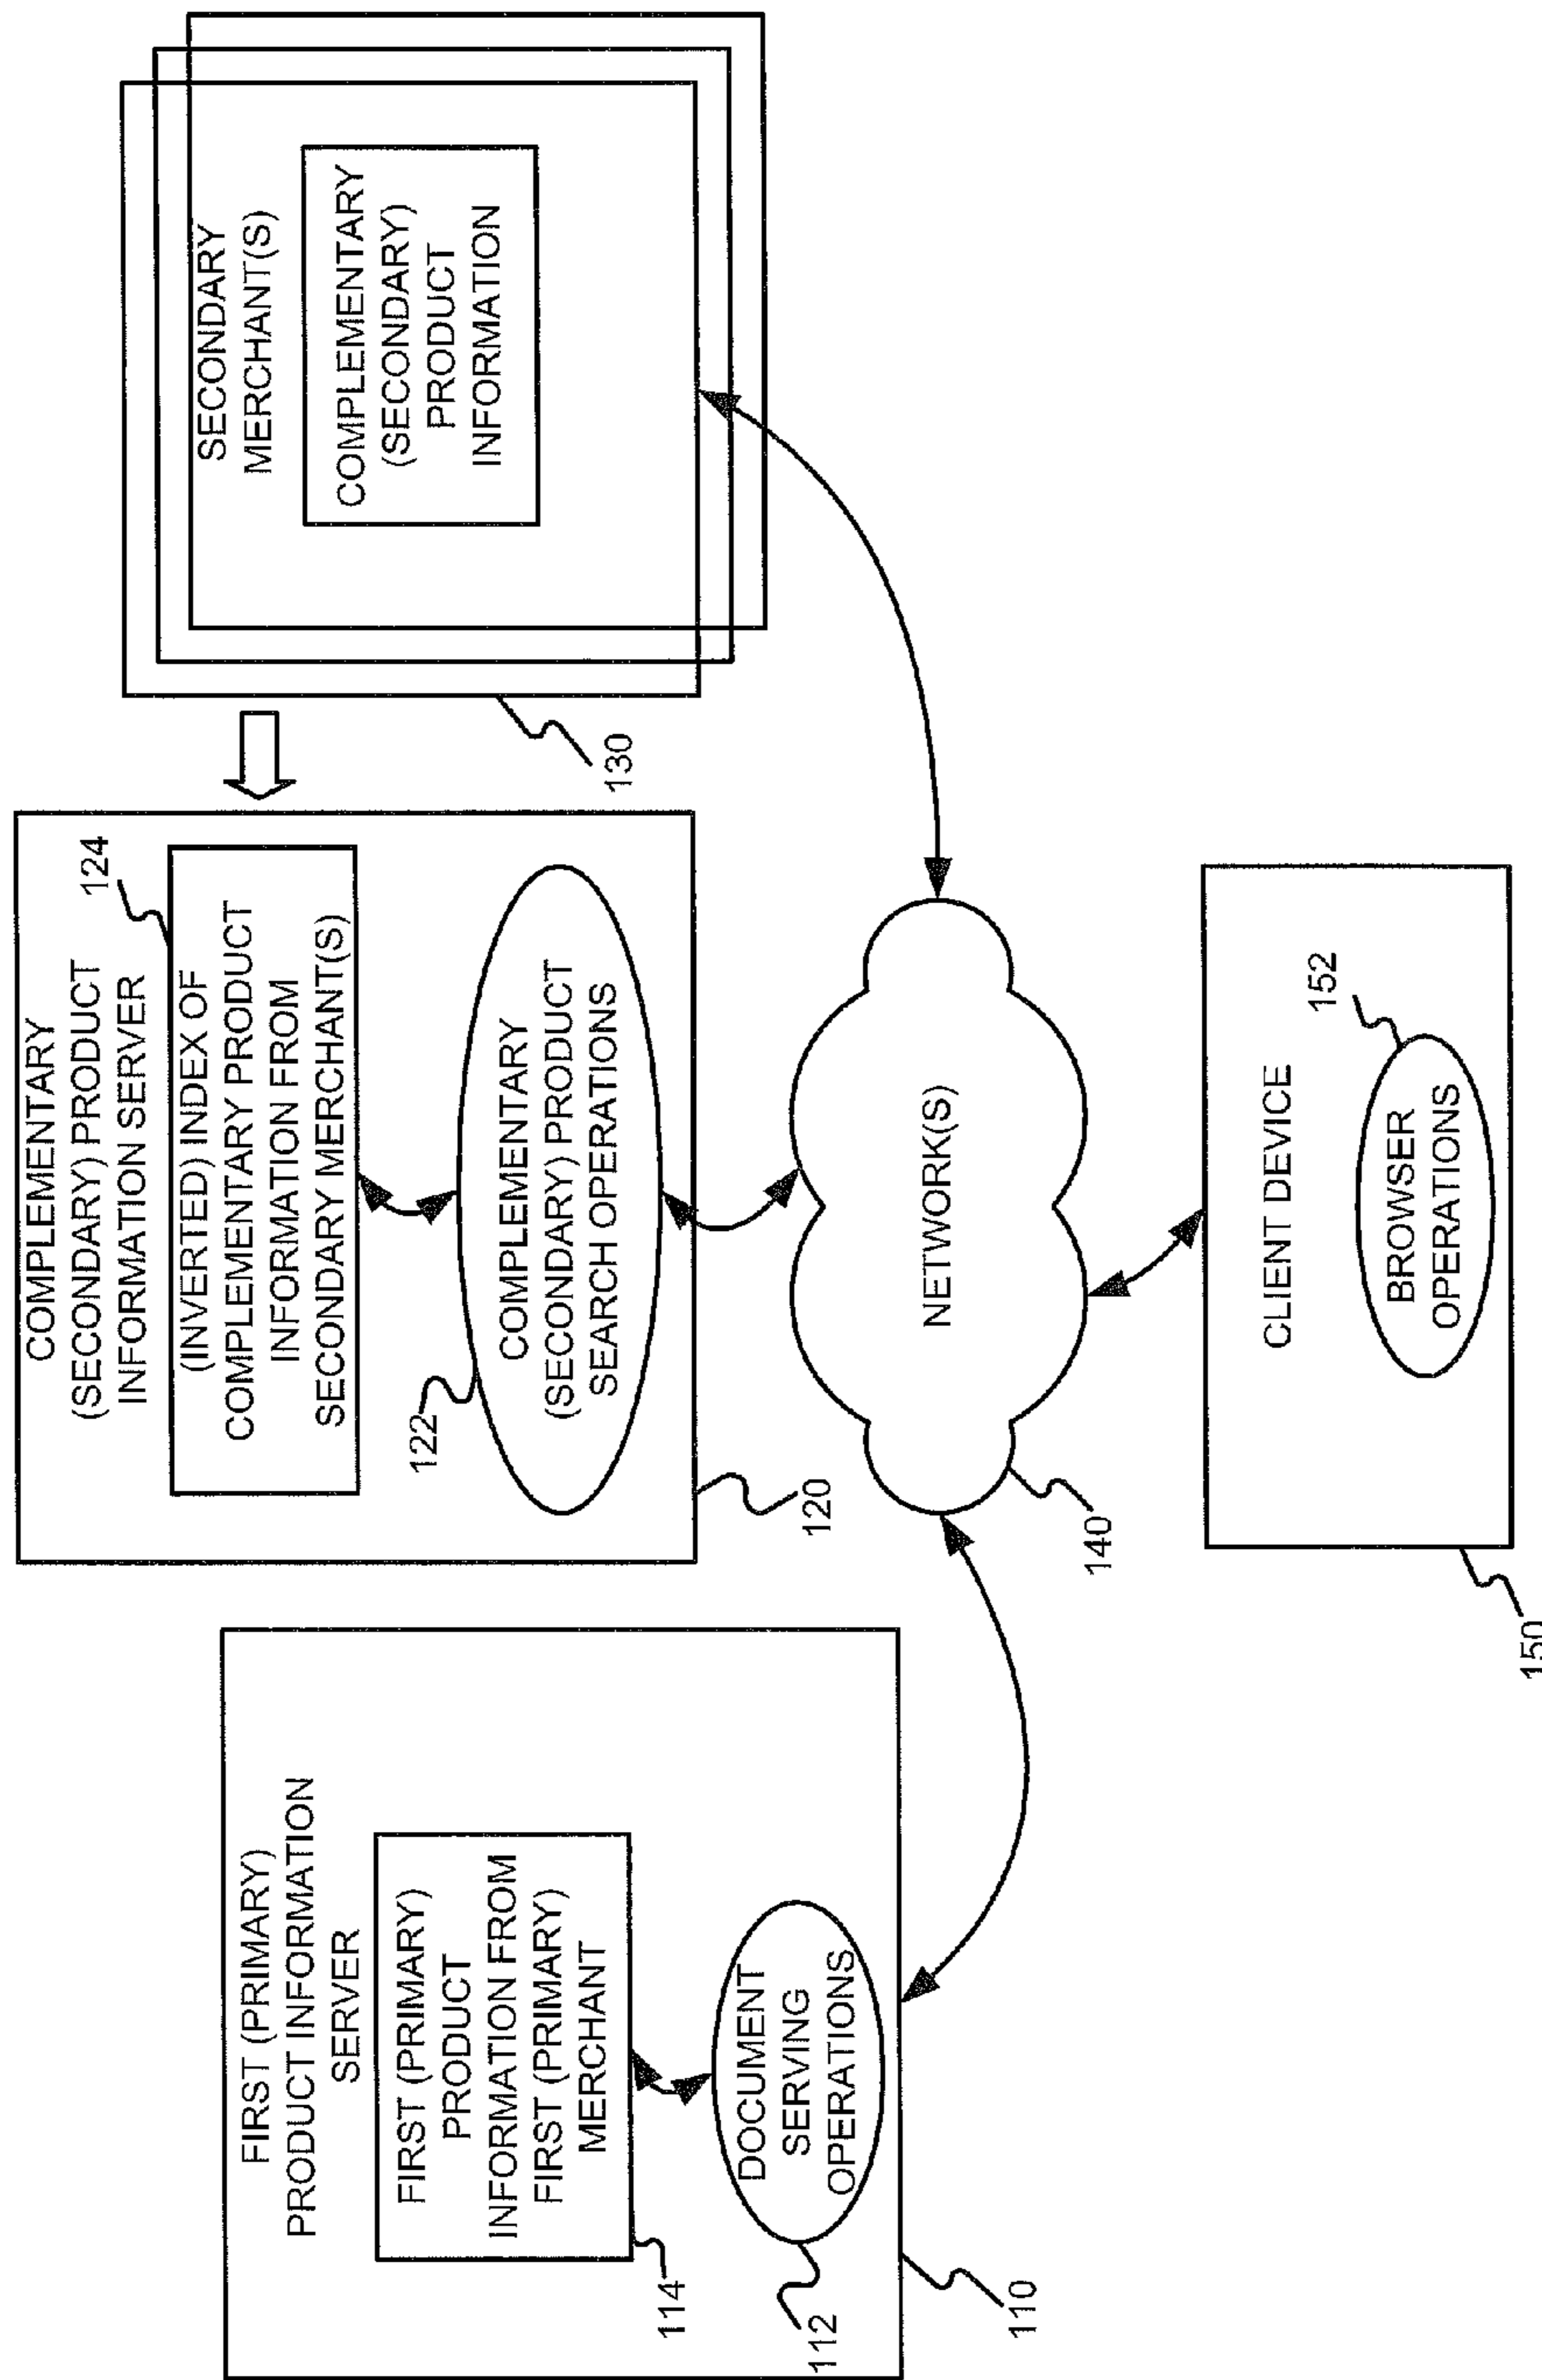 FIRST (PRIMARY)
PRODUCT INFORMATION
SERVER
FIRST (PRIMARY)
PRODUCT
INFORMATION FROM
FIRST (PRIMARY)
MERCHANT
114
DOCUMENT
SERVING
OPERATIONS
112
110
COMPLEMENTARY
(SECONDARY) PRODUCT
INFORMATION SERVER
124
(INVERTED) INDEX OF
COMPLEMENTARY PRODUCT
INFORMATION FROM
SECONDARY MERCHANT(S)
122
COMPLEMENTARY
(SECONDARY) PRODUCT
SEARCH OPERATIONS
120
SECONDARY
MERCHANT(S)
COMPLEMENTARY
(SECONDARY)
PRODUCT
INFORMATION
130
NETWORK(S)
140
CLIENT DEVICE
152
BROWSER
OPERATIONS
150